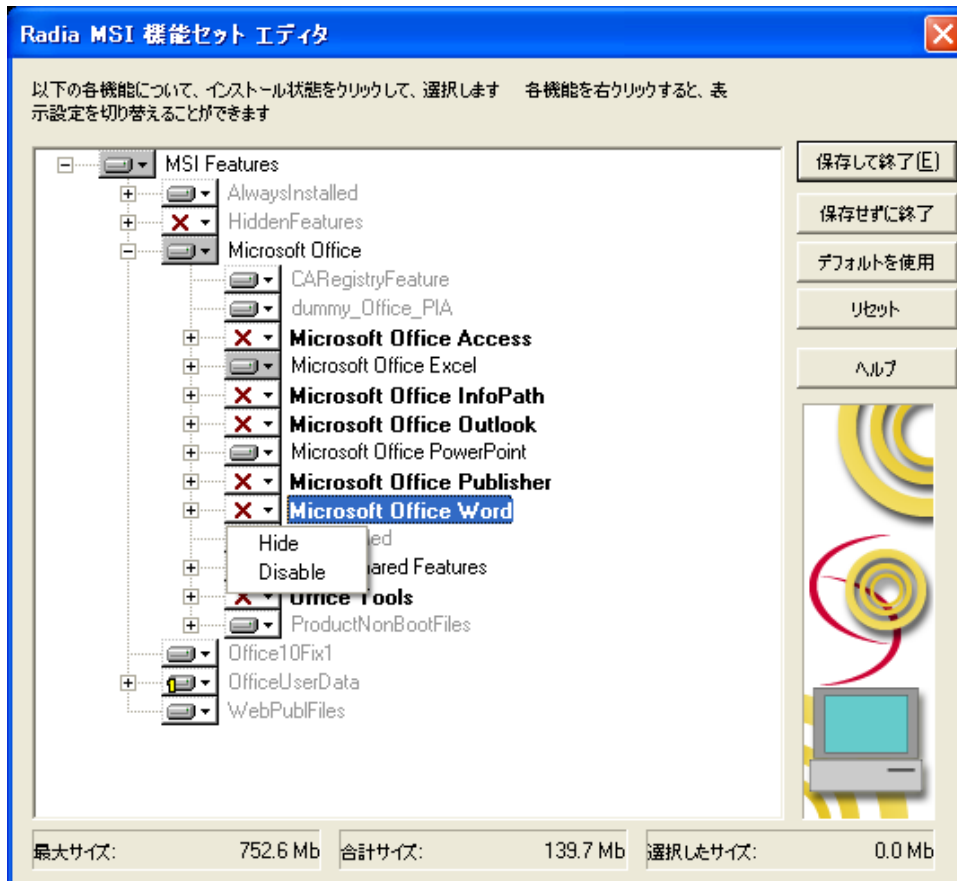 Radia MSI 機能セット エディタ
以下の各機能について、インストール状態をクリックして、選択します 各機能を右クリックすると、表
示設定を切り替えることができます
MSI Features
AlwaysInstalled
HiddenFeatures
Microsoft Office
CARegistryFeature
dummy_Office_PIA
Microsoft Office Access
Microsoft Office Excel
Microsoft Office InfoPath
Microsoft Office Outlook
Microsoft Office PowerPoint
Microsoft Office Publisher
Microsoft Office Word
Hide
Disable
ared Features
Office Tools
ProductNonBootFiles
Office10Fix1
OfficeUserData
WebPublFiles
保存して終了(E)
保存せずに終了
デフォルトを使用
リセット
ヘルプ
最大サイズ: 752.6 Mb 合計サイズ: 139.7 Mb 選択したサイズ: 0.0 Mb